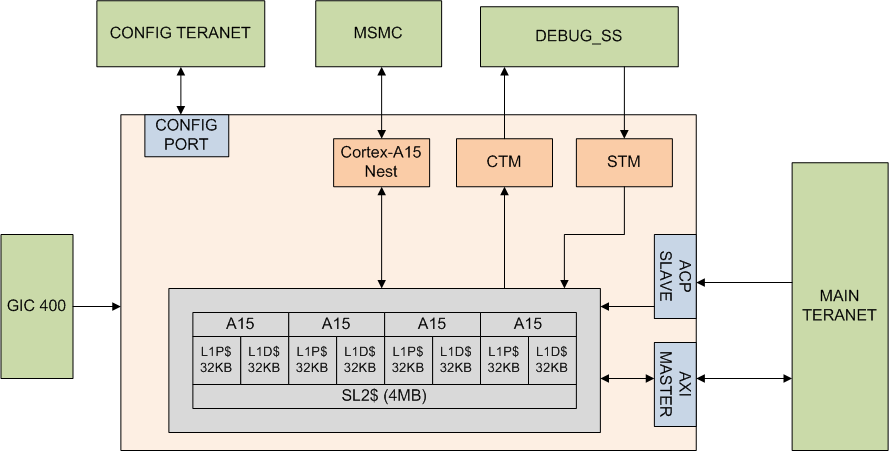 CONFIG TERANET
MSMC
DEBUG_SS
CONFIG
PORT
Cortex-A15
Nest
CTM
STM
ACP
SLAVE
GIC 400
MAIN
TERANET
A15
A15
A15
A15
L1P$
32KB
L1D$
32KB
L1P$
32KB
L1D$
32KB
L1P$
32KB
L1D$
32KB
L1P$
32KB
L1D$
32KB
SL2$ (4MB)
AXI
MASTER